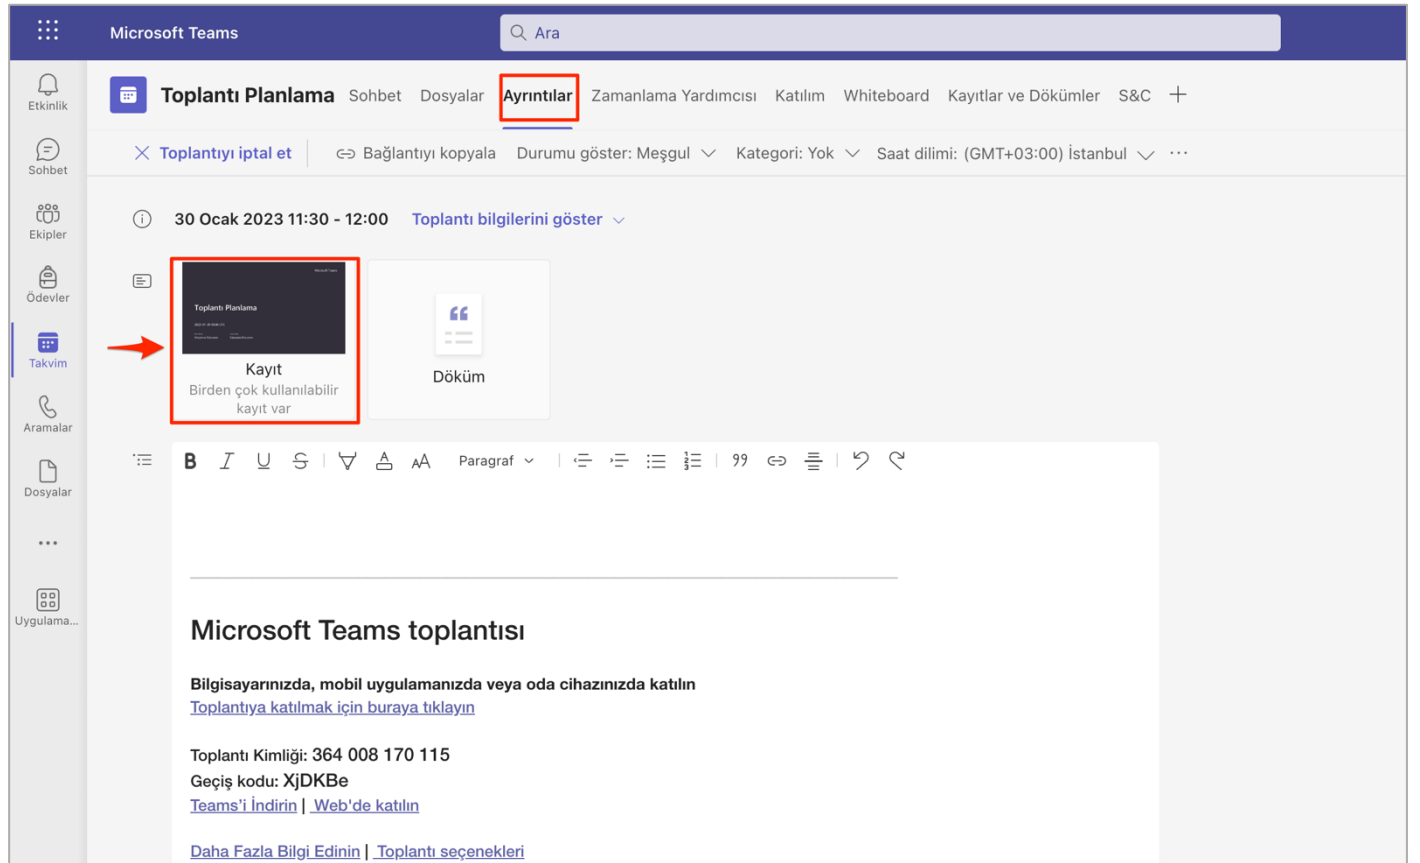 Microsoft Teams
Ara
Etkinlik
Sohbet
Ekipler
Ödevler
Takvim
Aramalar
Dosyalar
Uygulama...
Toplantı Planlama Sohbet Dosyalar Ayrıntılar Zamanlama Yardımcısı Katılım Whiteboard Kayıtlar ve Dökümler S&C
Toplantıyı iptal et Bağlantıyı kopyala Durumu göster: Meşgul Kategori: Yok Saat dilimi: (GMT+03:00) İstanbul
30 Ocak 2023 11:30 - 12:00 Toplantı bilgilerini göster
Microsoft Teams
Toplantı Planlama
Kayıt
Birden çok kullanılabilir
kayıt var
Döküm
Paragraf
Microsoft Teams toplantısı
Bilgisayarınızda, mobil uygulamanızda veya oda cihazınızda katılın
Toplantıya katılmak için buraya tıklayın
Toplantı Kimliği: 364 008 170 115
Geçiş kodu: XjDKBe
Teams'i İndirin | Web'de katılın
Daha Fazla Bilgi Edinin | Toplantı seçenekleri